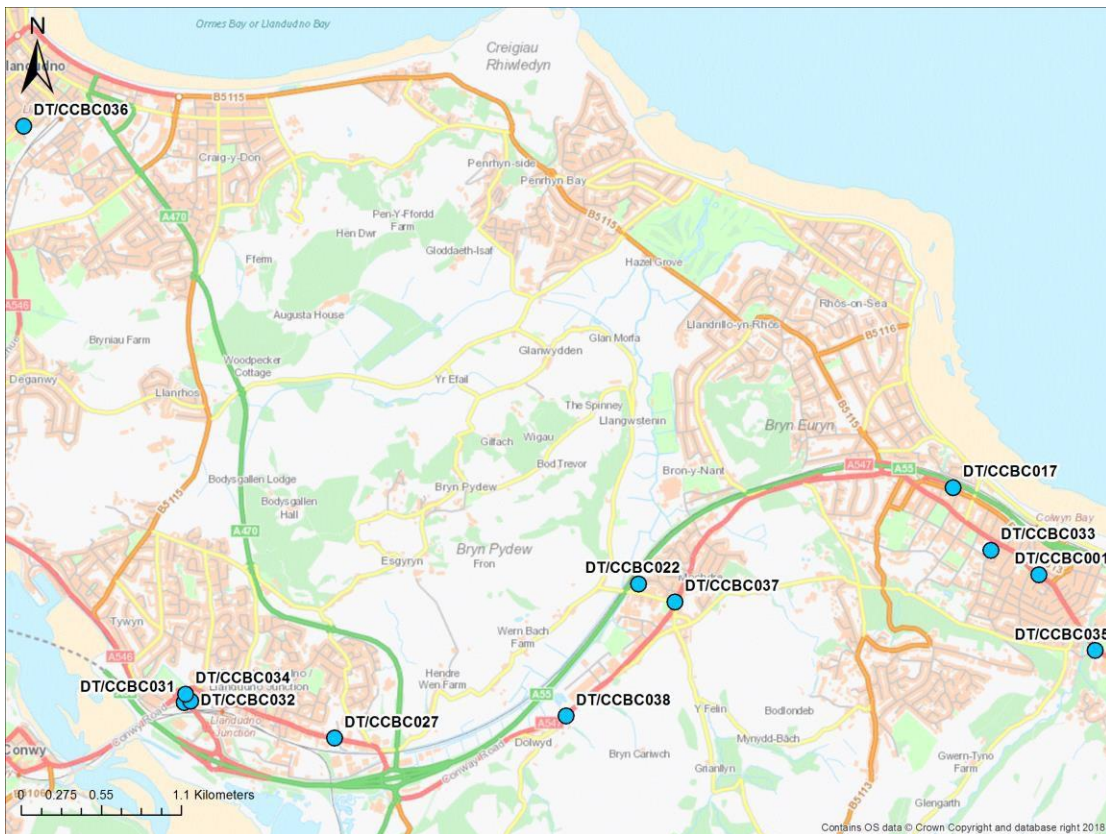 Ormes Bay or Llandudno Bay
N
Creigiau
Rhiwledyn
landudno
B5115
DT/CCBC036
Craig-y-Don
Penrhyn-side
Penrhyn Bay
A470
Pen-Y-Ffordd
Farm
Hen Dwr
B5115
Gloddaeth-Isaf
Fferm
Hazel Grove
A546
Augusta House
Rhos-on-Sea
Llandrillo-yn-Rhos
B5116
Bryniau Farm
Glan Morfa
Glanwydden
Woodpecker
Cottage
Deganwy
Yr Efail
Llanrhos
The Spinney
Llangwstenin
B5115
Bryn Euryn
Gilfach
Wigau
Bod Trevor
Bron-y-Nant
A547
A55
Bodysgallen Lodge
DT/CCBC017
Bryn Pydew
Bodysgallen
Hall
B5115
Colwyn Bay
A470
DT/CCBC033
Bryn Pydew
Fron
Esgyryn
DT/CCBC022
DT/CCBC001
DT/CCBC037
Tywyn
Wern Bach
Farm
DT/CCBC035
A546
Hendre
Wen Farm
DT/CCBC034
DT/CCBC031
DT/CCBC032
Llandudno
Junction
A55
Y Felin
Bodlondeb
DT/CCBC038
Conway Road
DT/CCBC027
Conwy
Dolwyd
Mynydd-Bâch
Bryn Cariwch
Conway Road
Gwern-Tyno
Farm
Grianllyn
B5106
B5113
Glengarth
0 0.275 0.55 1.1 Kilometers
Contains OS data © Crown Copyright and database right 2018